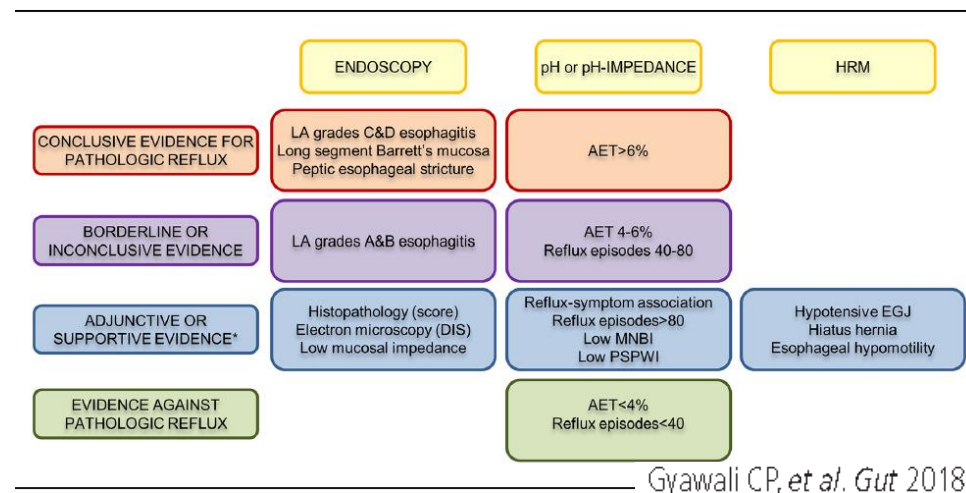 ENDOSCOPY
pH or pH-IMPEDANCE
HRM
CONCLUSIVE EVIDENCE FOR
PATHOLOGIC REFLUX
LA grades C&D esophagitis
Long segment Barrett's mucosa
Peptic esophageal stricture
AET>6%
BORDERLINE OR
INCONCLUSIVE EVIDENCE
LA grades A&B esophagitis
AET 4-6%
Reflux episodes 40-80
ADJUNCTIVE OR
SUPPORTIVE EVIDENCE*
Histopathology (score)
Electron microscopy (DIS)
Low mucosal impedance
Reflux-symptom association
Reflux episodes>80
Low MNBI
Low PSPWI
Hypotensive EGJ
Hiatus hernia
Esophageal hypomotility
EVIDENCE AGAINST
PATHOLOGIC REFLUX
AET<4%
Reflux episodes<40
Gyawali CP, et al. Gut 2018